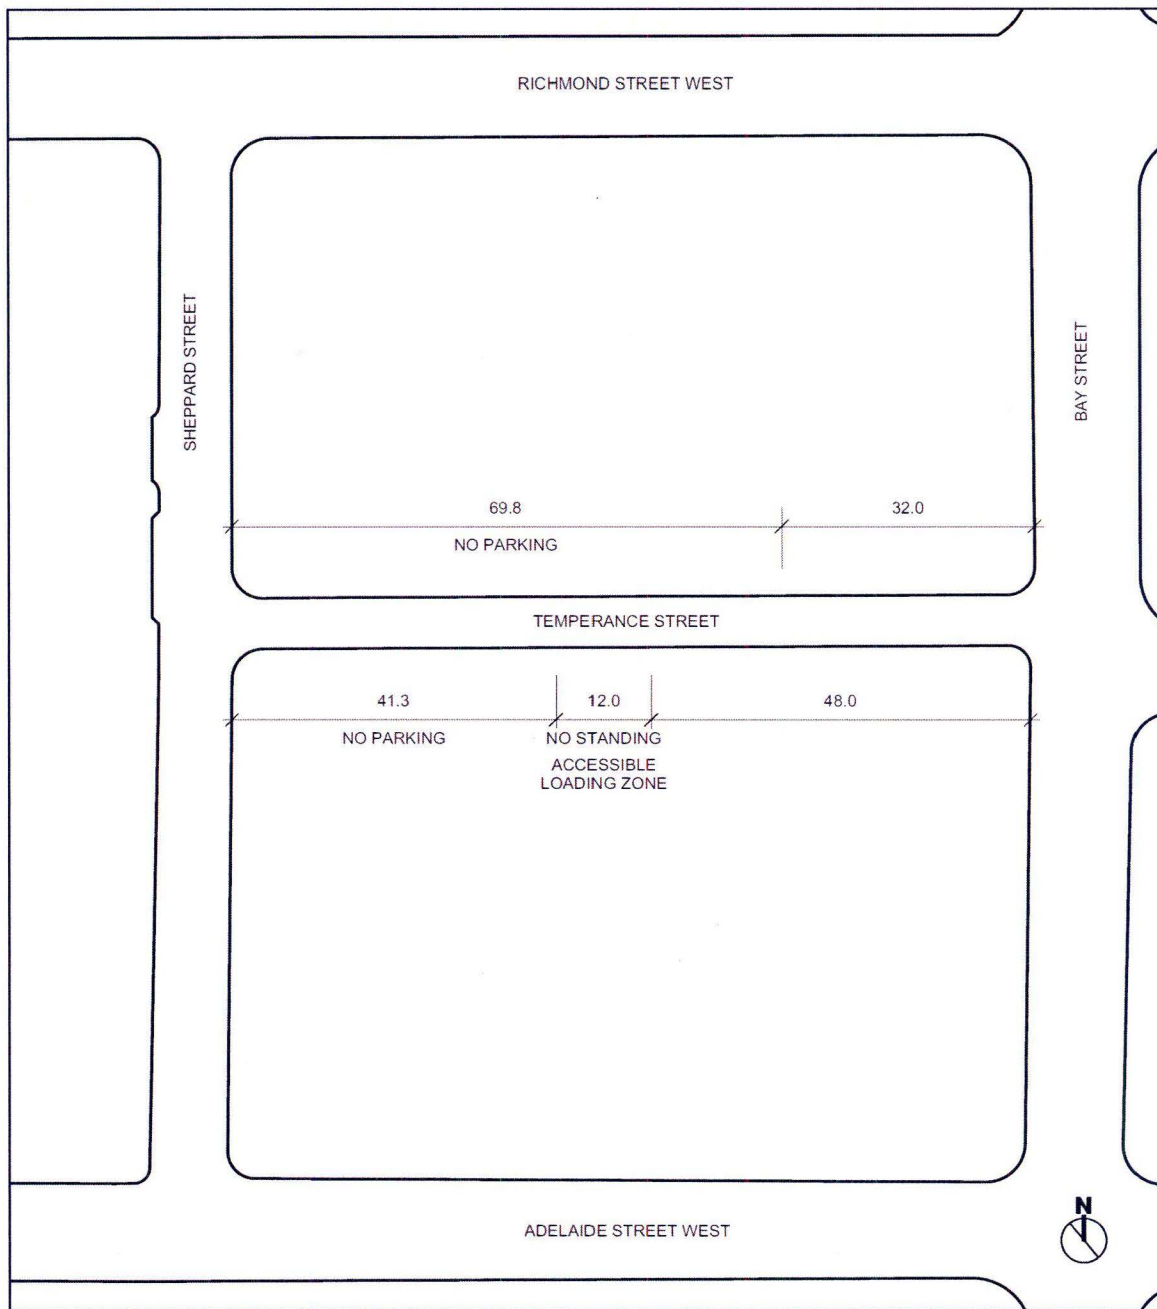 RICHMOND STREET WEST
SHEPPARD STREET
BAY STREET
69.8
32.0
NO PARKING
TEMPERANCE STREET
41.3
12.0
48.0
NO PARKING
NO STANDING
ACCESSIBLE
LOADING ZONE
N
ADELAIDE STREET WEST